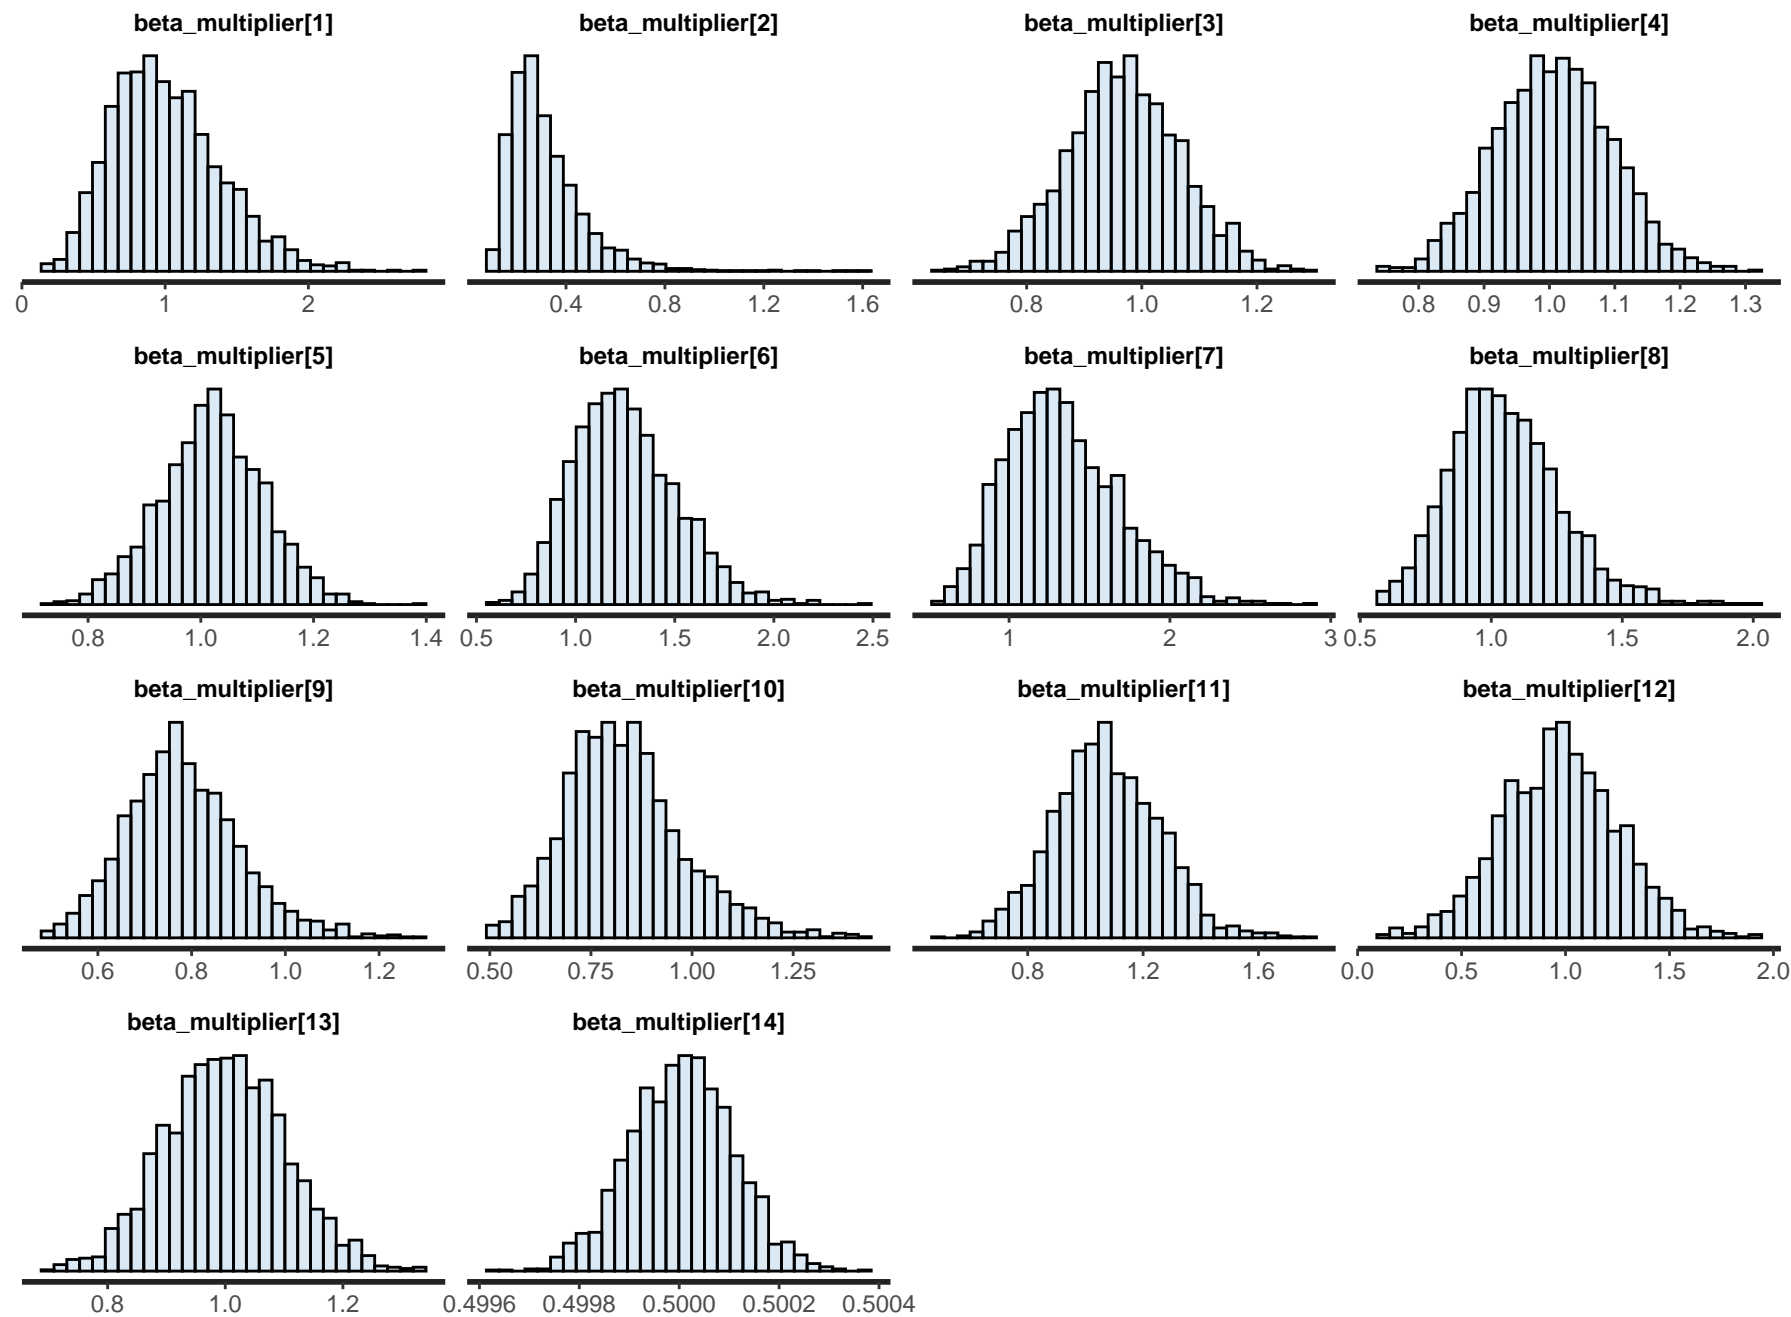 beta_multiplier[1] beta_multiplier[2] beta_multiplier[3] beta_multiplier[4]
0 1 2 0.4 0.8 1.2 1.6 0.8 1.0 1.2 0.8 0.9 1.0 1.1 1.2 1.3
beta_multiplier[5] beta_multiplier[6] beta_multiplier[7] beta_multiplier[8]
0.8 1.0 1.2 1.4 0.5 1.0 1.5 2.0 2.5 1 2 3 0.5 1.0 1.5 2.0
beta_multiplier[9] beta_multiplier[10] beta_multiplier[11] beta_multiplier[12]
0.6 0.8 1.0 1.2 0.50 0.75 1.00 1.25 0.8 1.2 1.6 0.0 0.5 1.0 1.5 2.0
beta_multiplier[13] beta_multiplier[14]
0.8 1.0 1.2 0.4996 0.4998 0.5000 0.5002 0.5004